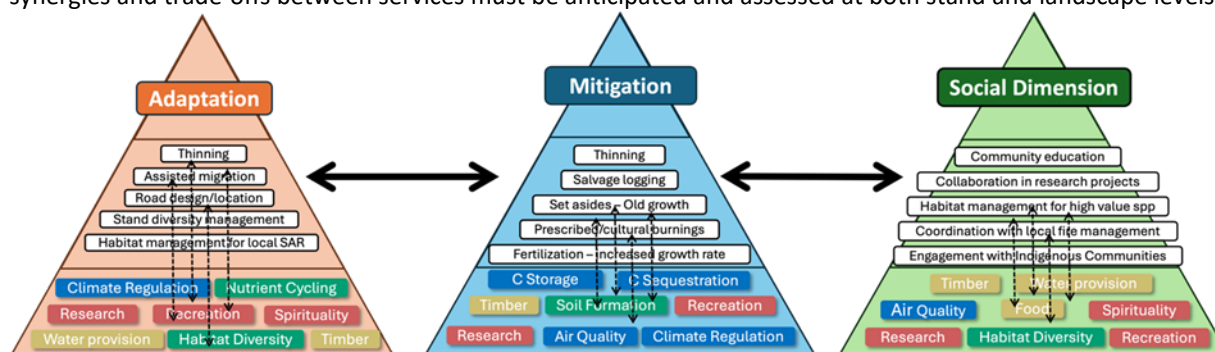 synergies and trade-offs between services must be anticipated and assessed at both stand and landscape levels
Adaptation
Thinning
Assisted migration
Road design/location
Stand diversity management
Habitat management for local SAR
Climate Regulation
Nutrient Cycling
Research
Recreation
Spirituality
Water provision
Habitat Diversity
Timber
Mitigation
Thinning
Salvage logging
Set asides – Old growth
Prescribed/cultural burnings
Fertilization – increased growth rate
C Storage
C Sequestration
Timber
Soil Formation
Recreation
Research
Air Quality
Climate Regulation
Social Dimension
Community education
Collaboration in research projects
Habitat management for high value spp
Coordination with local fire management
Engagement with Indigenous Communities
Timber
Water provision
Air Quality
Food
Spirituality
Research
Habitat Diversity
Recreation